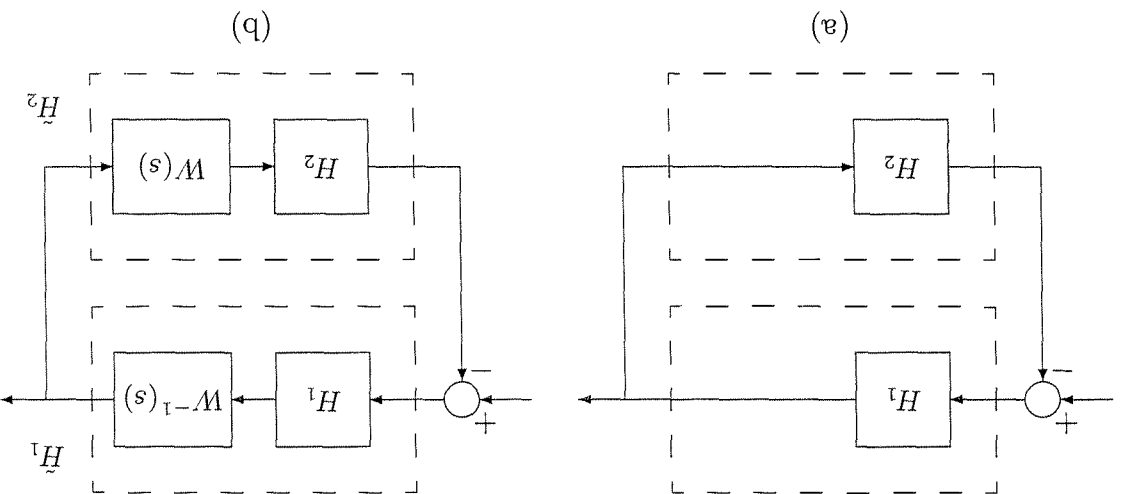 +
H₁
−
H₂
(a)
H̃₁
+
H₁
W⁻¹(s)
−
H₂
W(s)
H̃₂
(b)